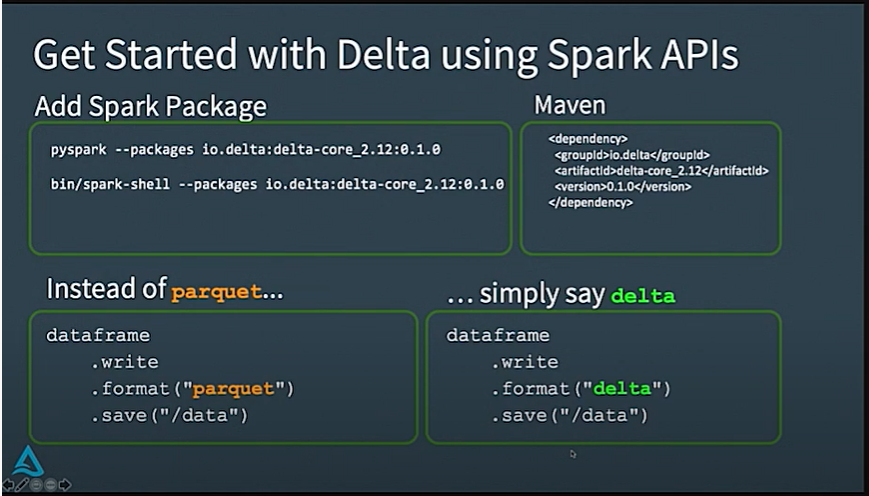 Get Started with Delta using Spark APIs
Add Spark Package
pyspark --packages io.delta:delta-core_2.12:0.1.0
bin/spark-shell --packages io.delta:delta-core_2.12:0.1.0
Maven
<dependency>
<groupId>io.delta</groupId>
<artifactId>delta-core_2.12</artifactId>
<version>0.1.0</version>
</dependency>
Instead of parquet...
dataframe
.write
.format("parquet")
.save("/data")
... simply say delta
dataframe
.write
.format("delta")
.save("/data")